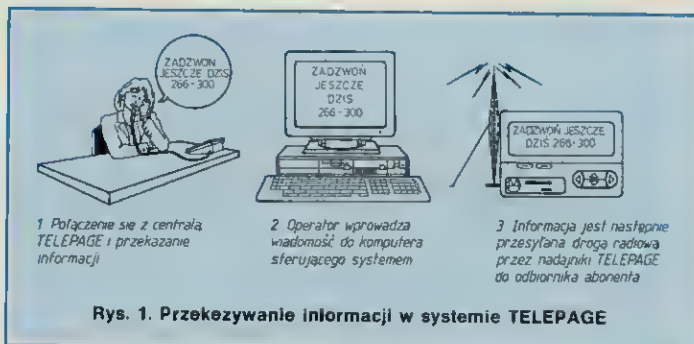 ZADZWOŃ
JESZCZE DZIŚ
266-300
ZADZWOŃ
JESZCZE
DZIŚ
266-300
ZADZWOŃ JESZCZE
DZIŚ 266-300
1 Połączenie się z centralą
TELEPAGE i przekazanie
informacji
2 Operator wprowadza
wiadomość do komputera
sterującego systemem
3 Informacja jest następnie
przesyłana drogą radiową
przez nadajniki TELEPAGE
do odbiornika abonenta
Rys. 1. Przekezywanie informacji w systemie TELEPAGE